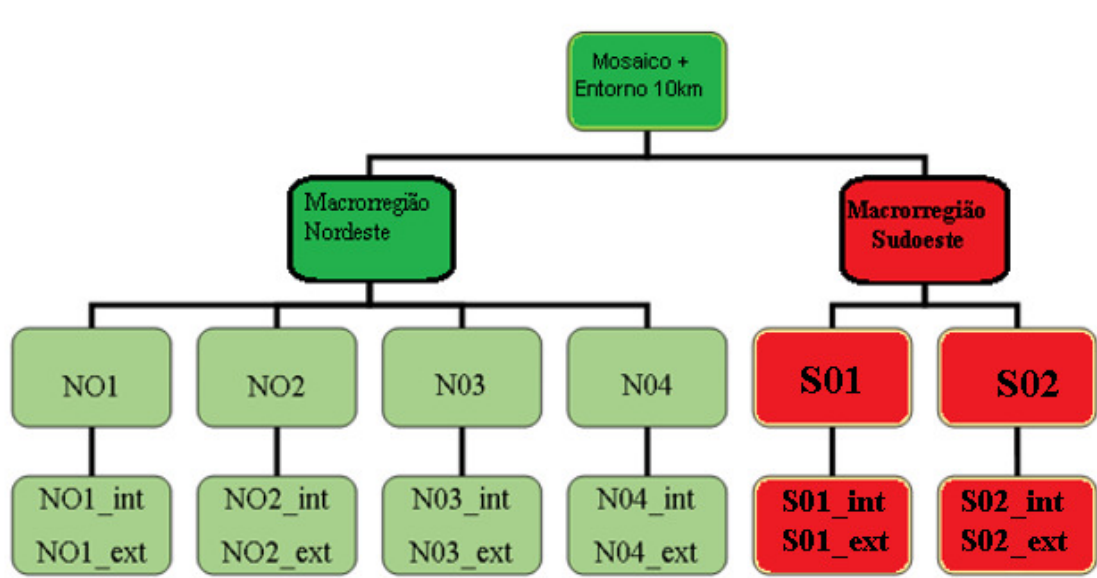 Mosaico +
Entorno 10km
Macrorregião
Nordeste
Macrorregião
Sudoeste
NO1
NO2
N03
N04
S01
S02
NO1_int
NO1_ext
NO2_int
NO2_ext
N03_int
N03_ext
N04_int
N04_ext
S01_int
S01_ext
S02_int
S02_ext